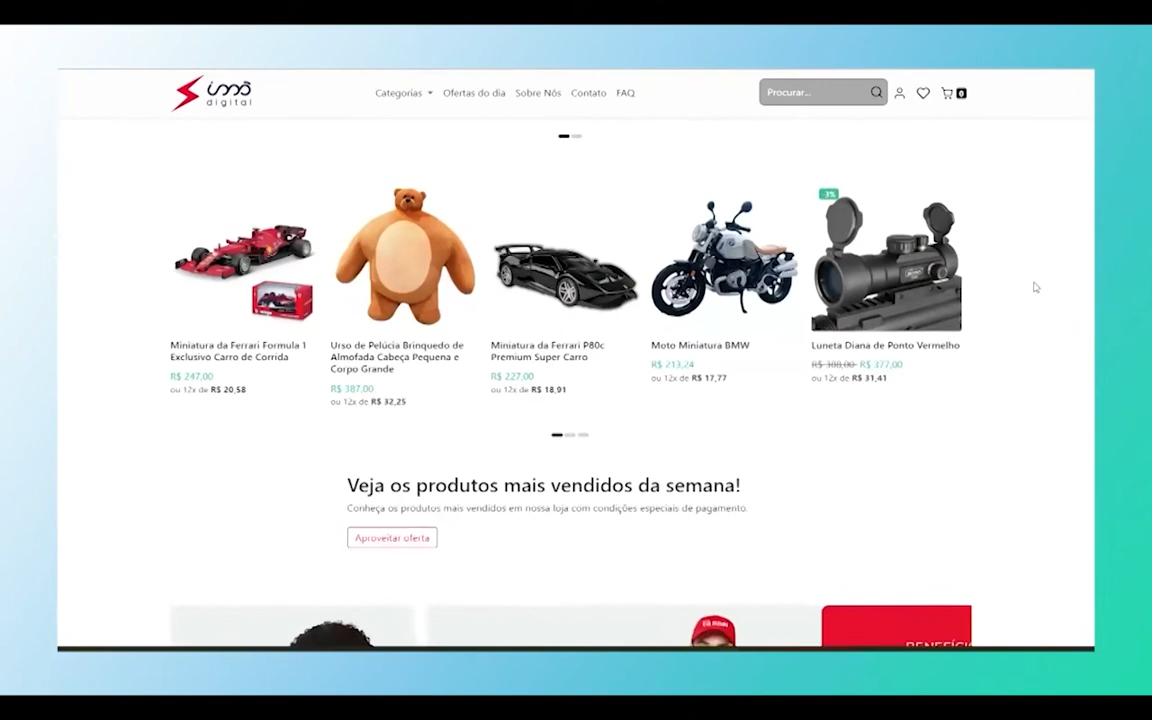 imã
digital
Categorias
Ofertas do dia
Sobre Nós
Contato
FAQ
Procurar...
0
-3%
Miniatura da Ferrari Formula 1
Exclusivo Carro de Corrida
R$ 247,00
ou 12x de R$ 20,58
Urso de Pelúcia Brinquedo de
Almofada Cabeça Pequena e
Corpo Grande
R$ 387,00
ou 12x de R$ 32,25
Miniatura da Ferrari P80c
Premium Super Carro
R$ 227,00
ou 12x de R$ 18,91
Moto Miniatura BMW
R$ 213,24
ou 12x de R$ 17,77
Luneta Diana de Ponto Vermelho
R$ 388,00 R$ 377,00
ou 12x de R$ 31,41
Veja os produtos mais vendidos da semana!
Conheça os produtos mais vendidos em nossa loja com condições especiais de pagamento.
Aproveitar oferta